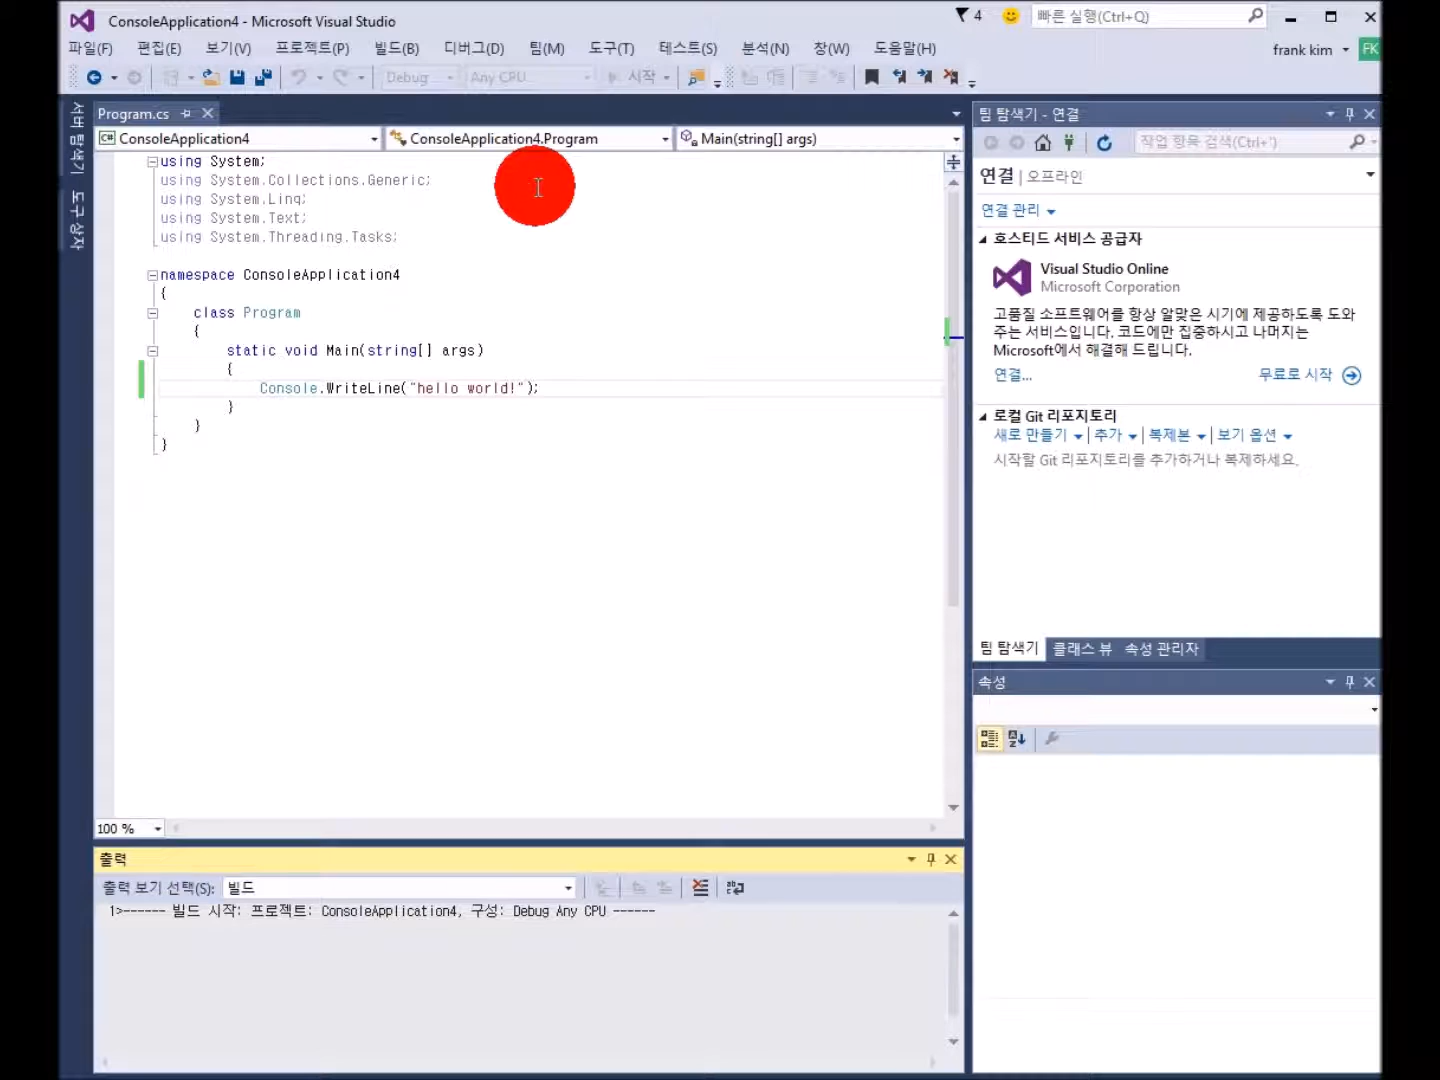 ConsoleApplication4 - Microsoft Visual Studio
4
빠른 실행(Ctrl+Q)
파일(F) 편집(E) 보기(V) 프로젝트(P) 빌드(B) 디버그(D) 팀(M) 도구(T) 테스트(S) 분석(N) 창(W) 도움말(H)
frank kim
FK
Debug
Any CPU
시작
서버 탐색기
도구 상자
Program.cs
ConsoleApplication4
ConsoleApplication4.Program
Main(string[] args)
using System;
using System.Collections.Generic;
using System.Linq;
using System.Text;
using System.Threading.Tasks;
namespace ConsoleApplication4
{
class Program
{
static void Main(string[] args)
{
Console.WriteLine("hello world!");
}
}
}
100 %
출력
출력 보기 선택(S): 빌드
1>------ 빌드 시작: 프로젝트: ConsoleApplication4, 구성: Debug Any CPU ------
팀 탐색기 - 연결
작업 항목 검색(Ctrl+')
연결 | 오프라인
연결 관리
호스티드 서비스 공급자
Visual Studio Online
Microsoft Corporation
고품질 소프트웨어를 항상 알맞은 시기에 제공하도록 도와
주는 서비스입니다. 코드에만 집중하시고 나머지는
Microsoft에서 해결해 드립니다.
연결...
무료로 시작
로컬 Git 리포지토리
새로 만들기 | 추가 | 복제본 | 보기 옵션
시작할 Git 리포지토리를 추가하거나 복제하세요.
팀 탐색기 클래스 뷰 속성 관리자
속성